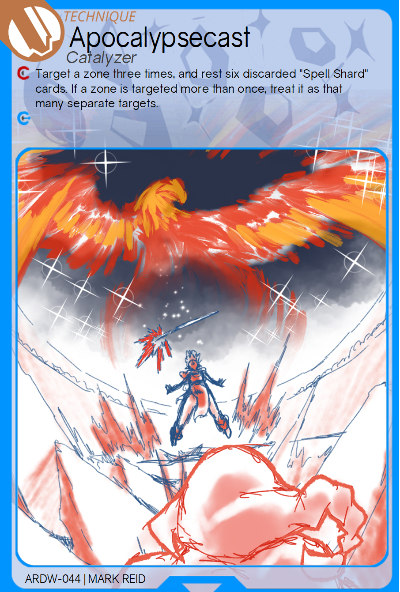 TECHNIQUE
Apocalypsecast
Catalyzer
Target a zone three times, and rest six discarded "Spell Shard"
cards. If a zone is targeted more than once, treat it as that
many separate targets.
ARDW-044 | MARK REID